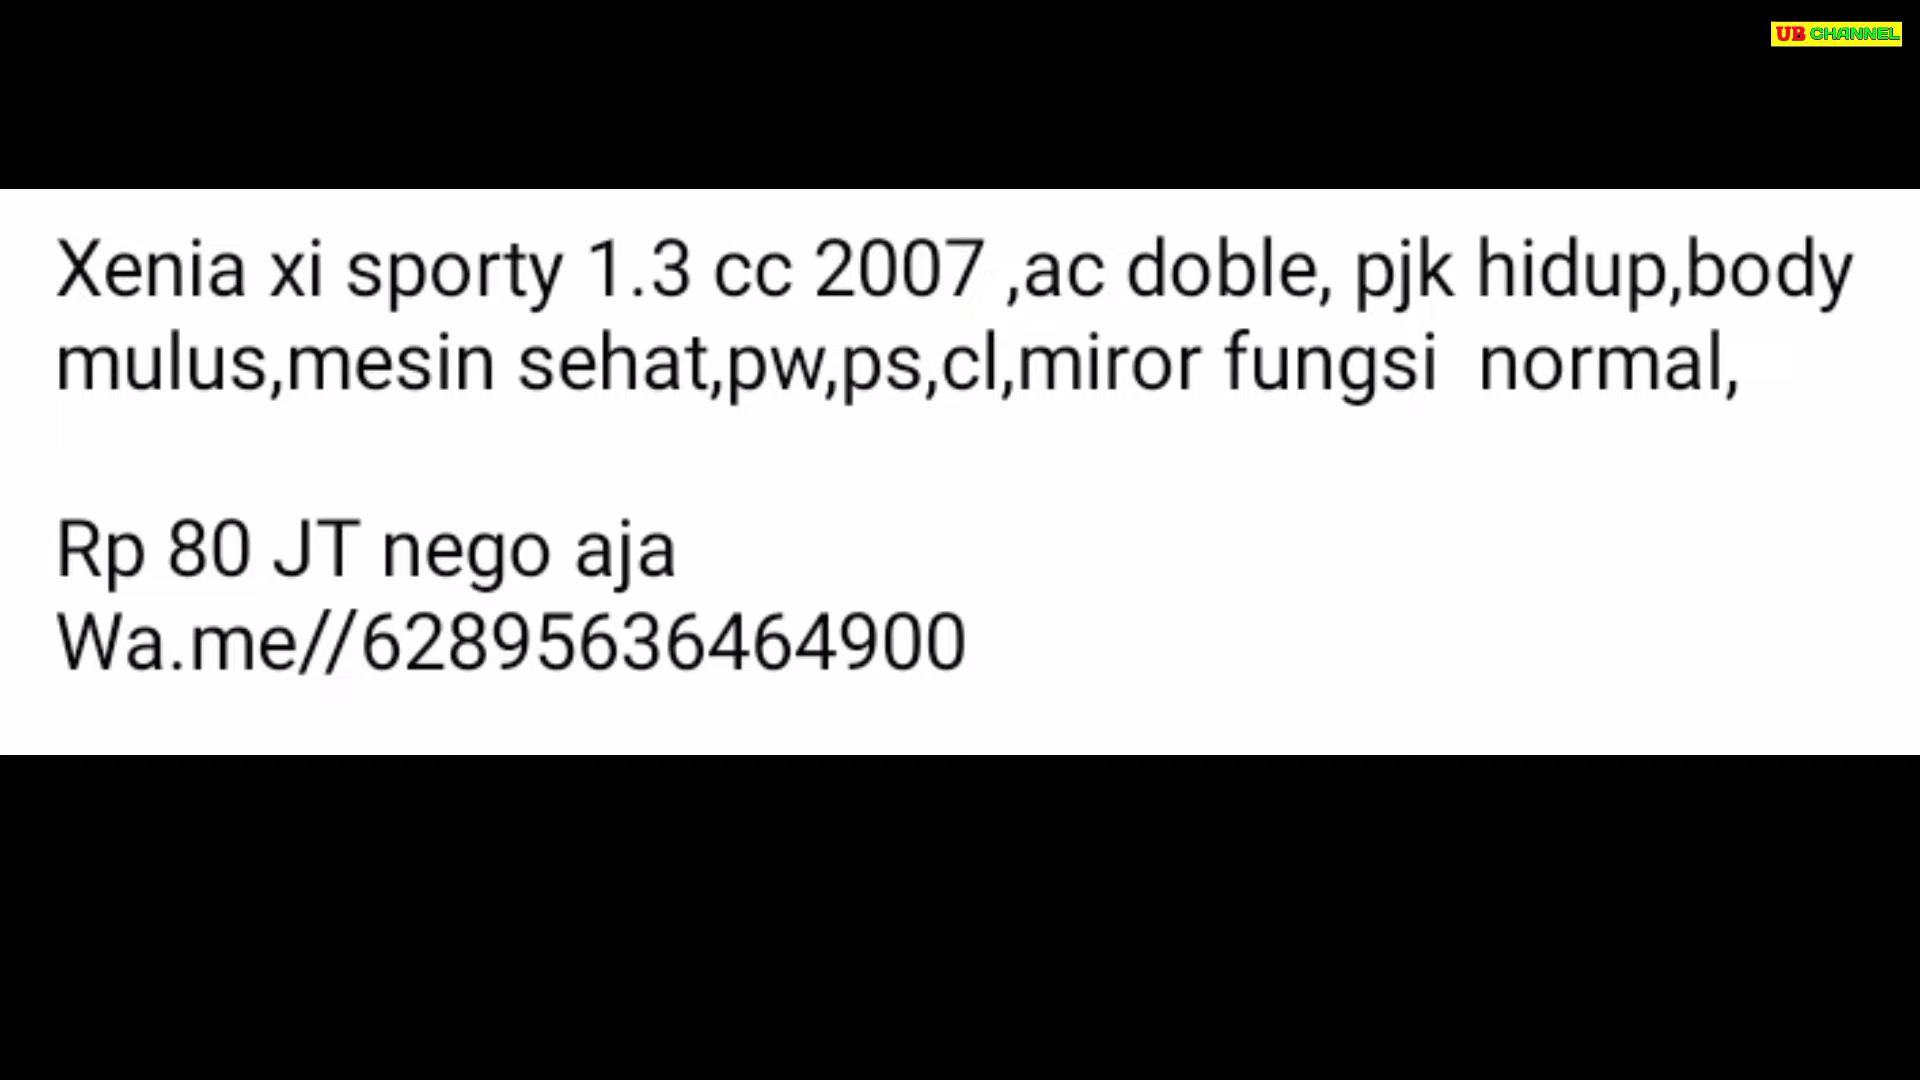 UB CHANNEL
Xenia xi sporty 1.3 cc 2007 ,ac doble, pjk hidup,body
mulus,mesin sehat,pw,ps,cl,miror fungsi  normal,
Rp 80 JT nego aja
Wa.me//62895636464900